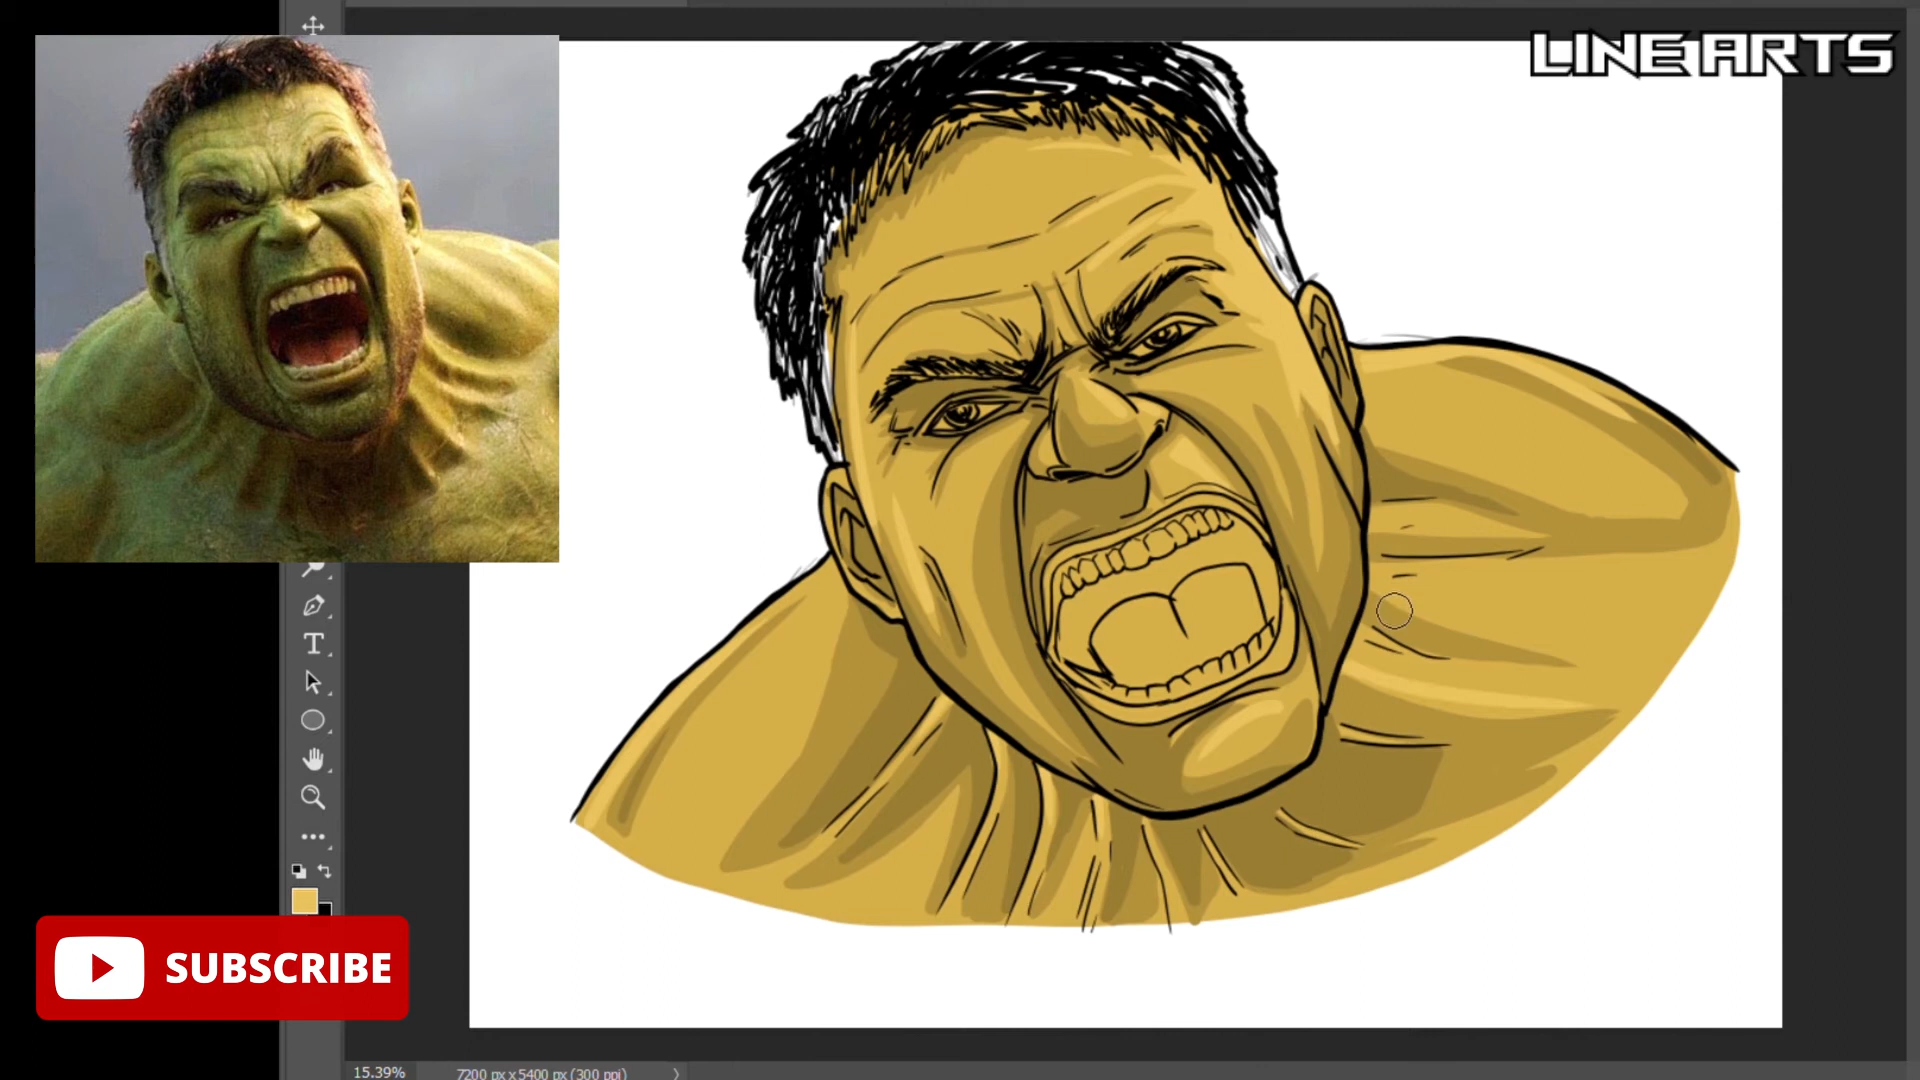 LINE ARTS
T
SUBSCRIBE
15.39%
7200 px x 5400 px (300 ppi)